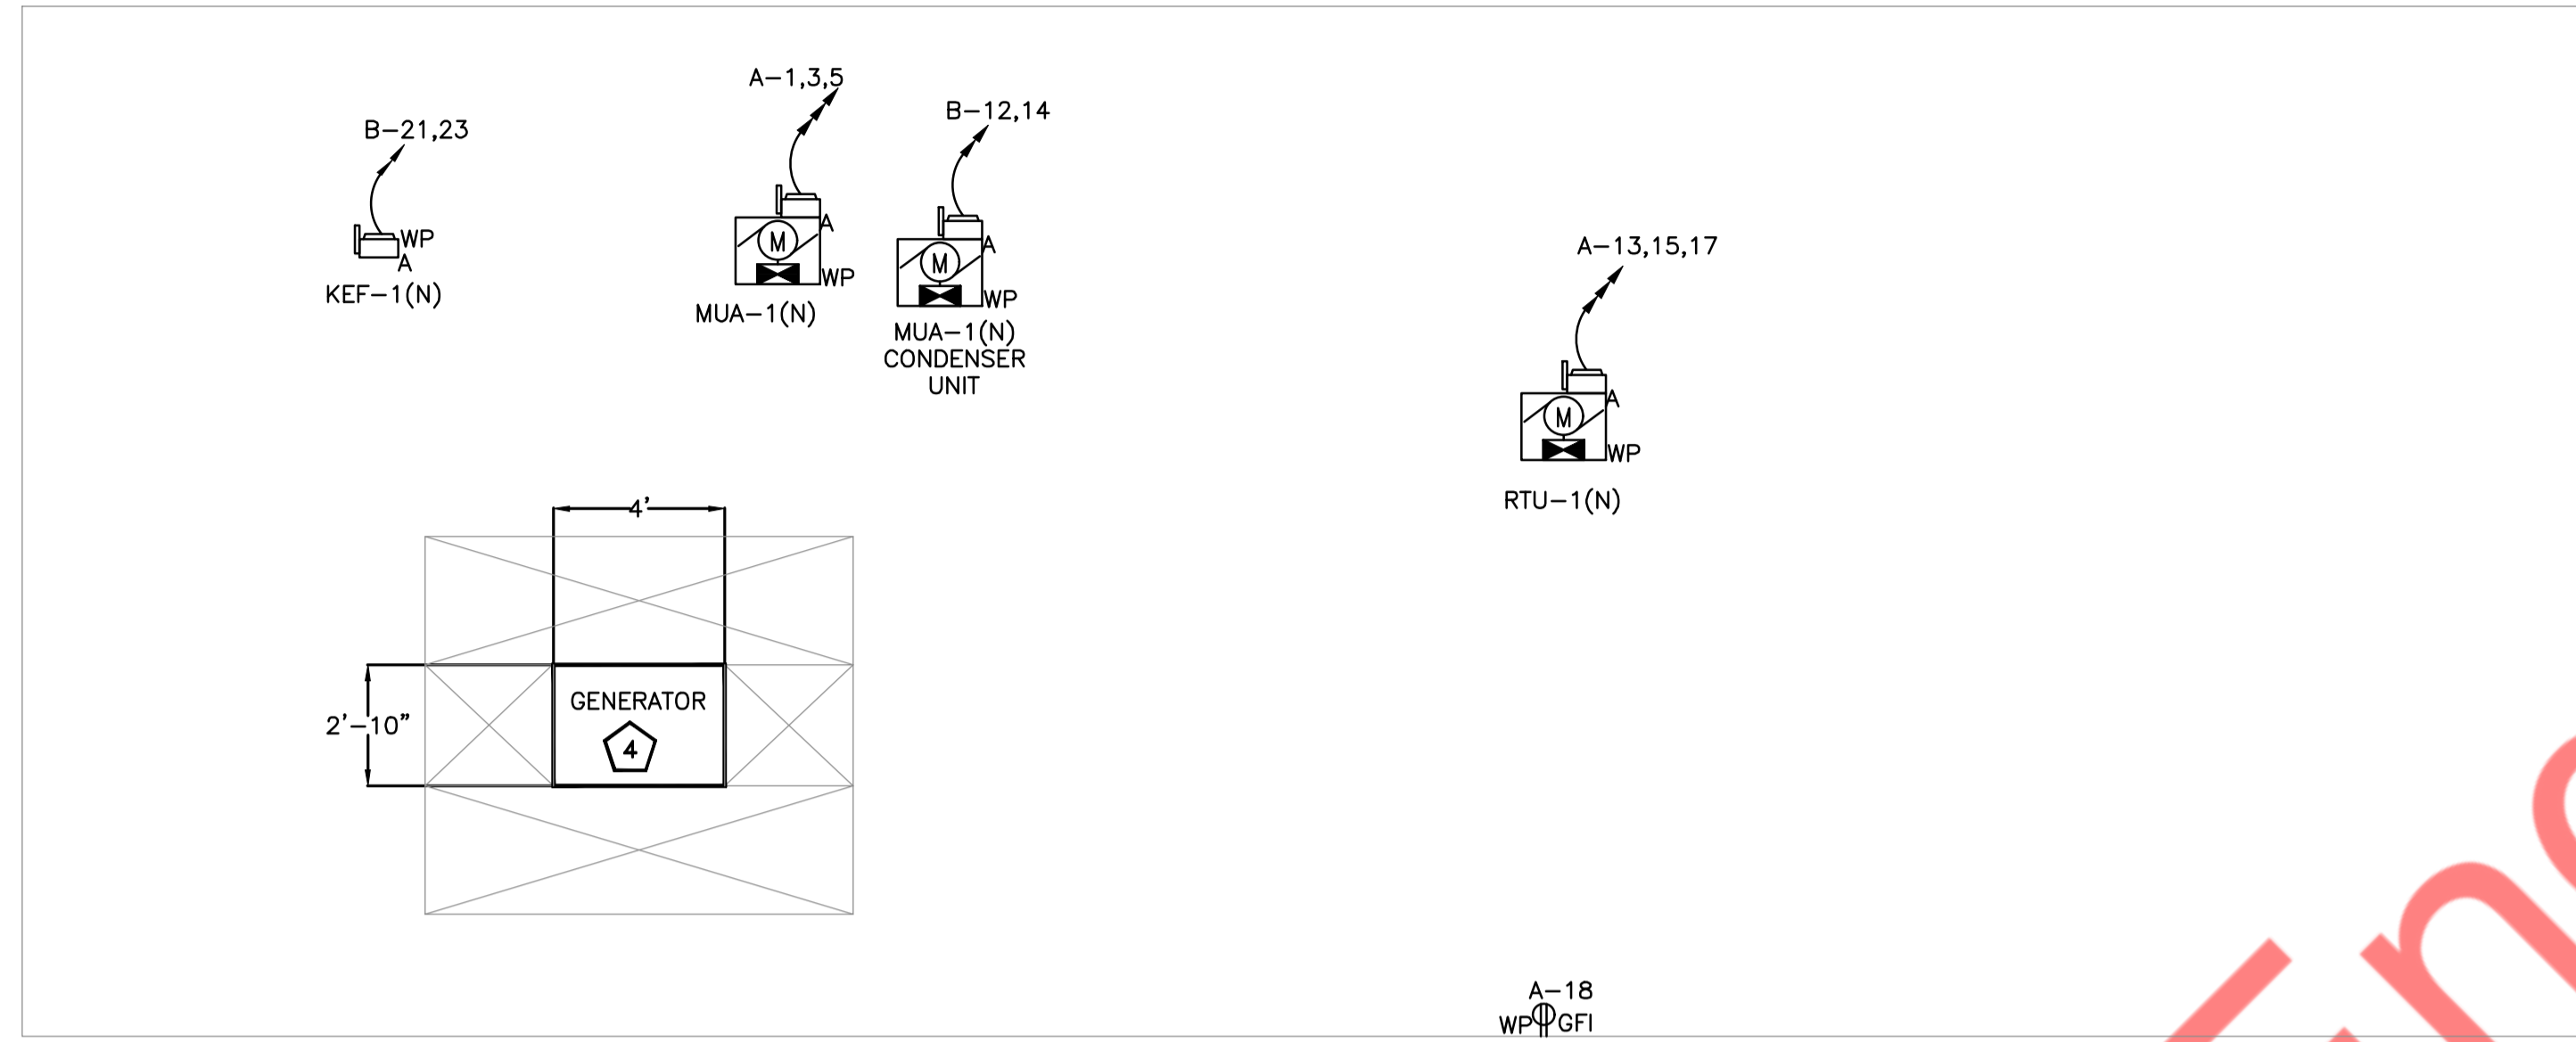 A-1,3,5
B-12,14
B-21,23
A
WP
MUA-1(N)
A
WP
MUA-1(N)
CONDENSER
UNIT
WP
A
KEF-1(N)
M
M
A-13,15,17
A
M
WP
RTU-1(N)
4'
GENERATOR
4
2'-10"
A-18
WP GFI